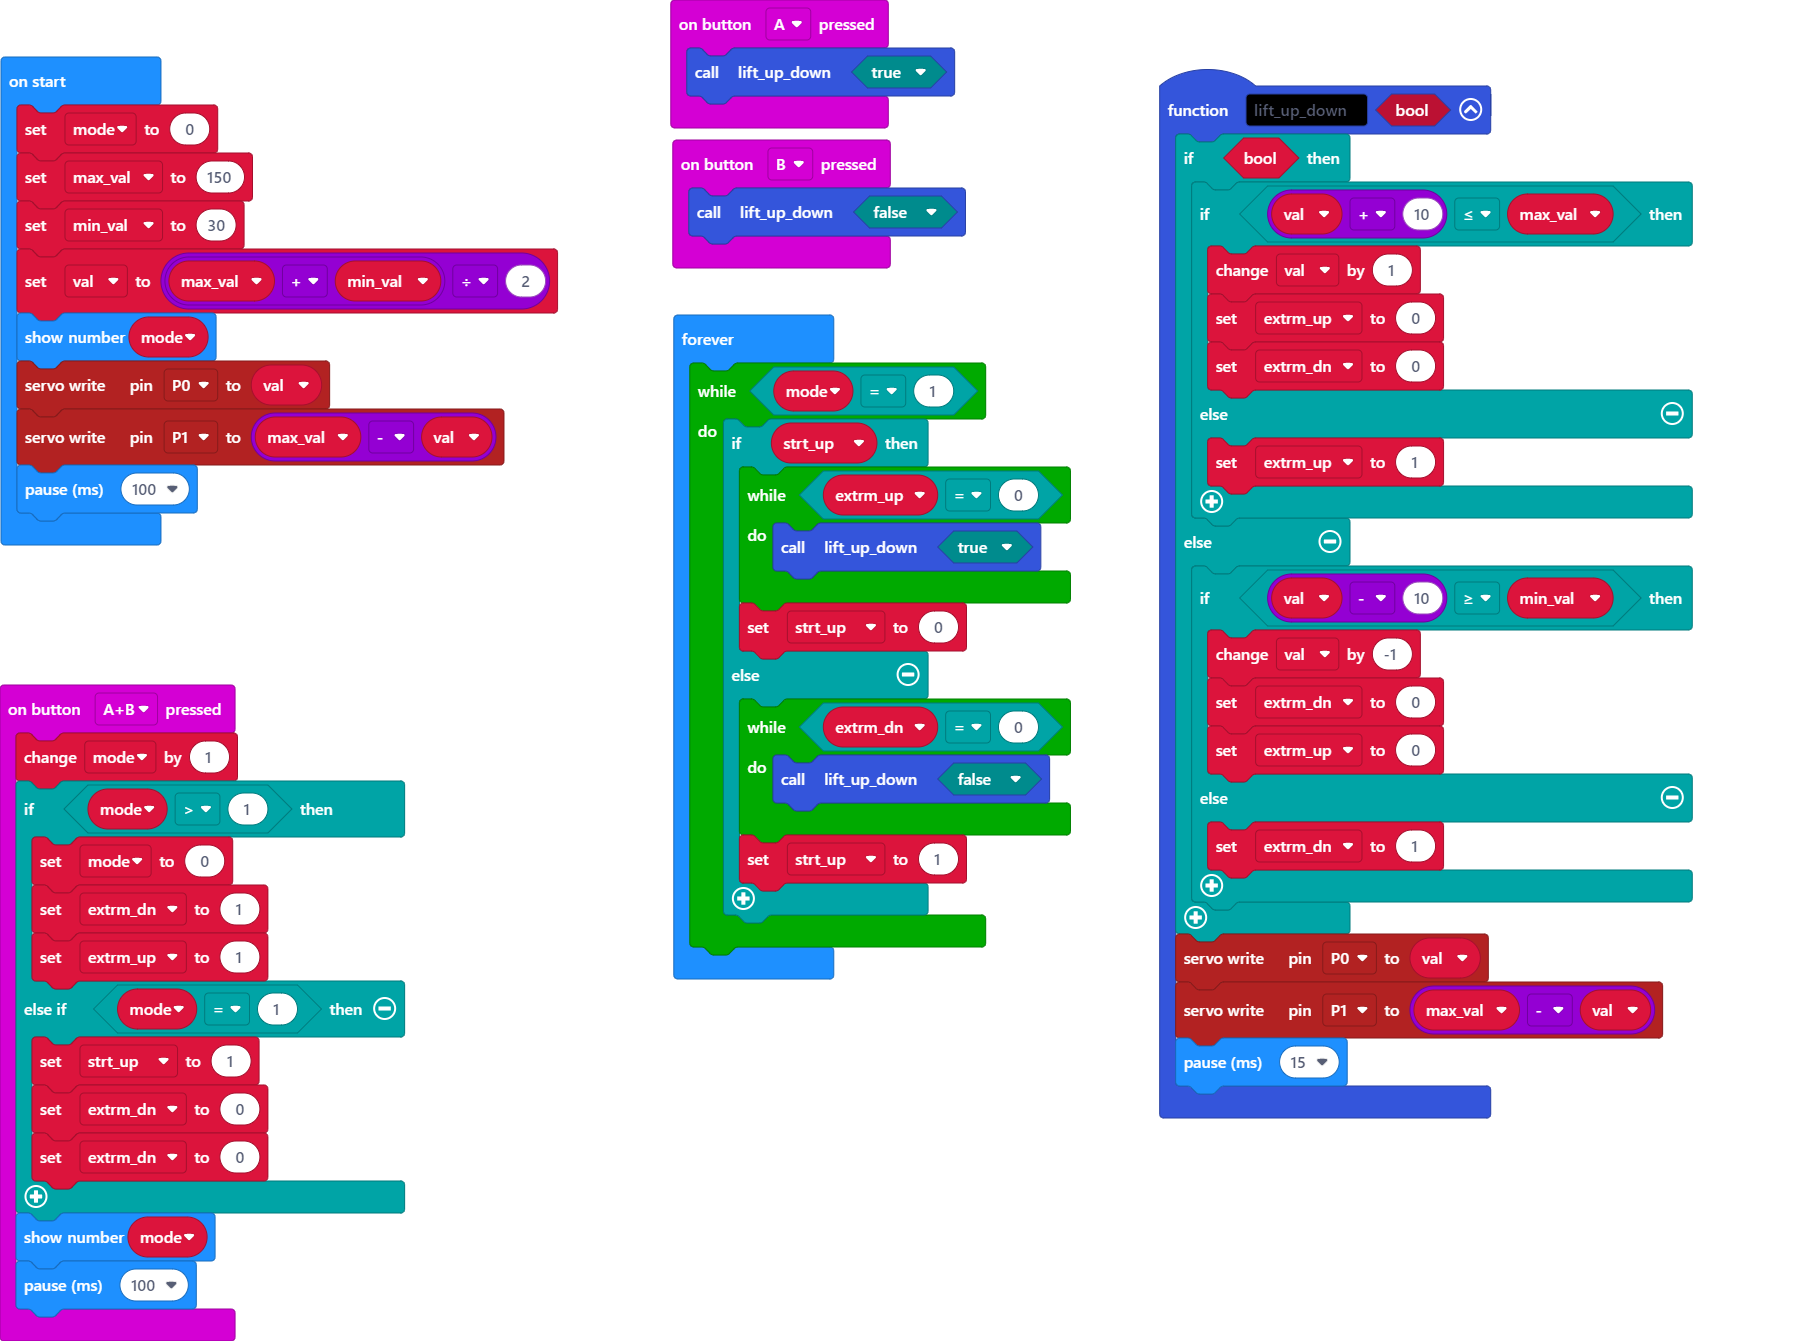 on start
set mode to 0
set max_val to 150
set min_val to 30
set val to max_val + min_val ÷ 2
show number mode
servo write pin P0 to val
servo write pin P1 to max_val - val
pause (ms) 100
on button A+B pressed
change mode by 1
if mode > 1 then
set mode to 0
set extrm_dn to 1
set extrm_up to 1
else if mode = 1 then
set strt_up to 1
set extrm_dn to 0
set extrm_dn to 0
show number mode
pause (ms) 100
on button A pressed
call lift_up_down true
on button B pressed
call lift_up_down false
forever
while mode = 1
do
if strt_up then
while extrm_up = 0
do call lift_up_down true
set strt_up to 0
else
while extrm_dn = 0
do call lift_up_down false
set strt_up to 1
function lift_up_down bool
if bool then
if val + 10 ≤ max_val then
change val by 1
set extrm_up to 0
set extrm_dn to 0
else
set extrm_up to 1
else
if val - 10 ≥ min_val then
change val by -1
set extrm_dn to 0
set extrm_up to 0
else
set extrm_dn to 1
servo write pin P0 to val
servo write pin P1 to max_val - val
pause (ms) 15